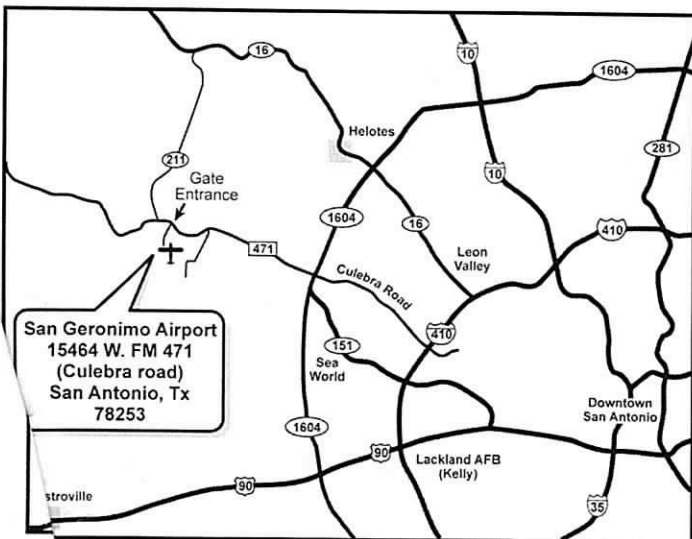 16
10
1604
Helotes
281
211
Gate
Entrance
10
1604
16
410
471
Leon
Valley
Culebra Road
San Geronimo Airport
15464 W. FM 471
(Culebra road)
San Antonio, Tx
78253
410
151
Sea
World
Downtown
San Antonio
1604
90
Lackland AFB
(Kelly)
90
stroville
35